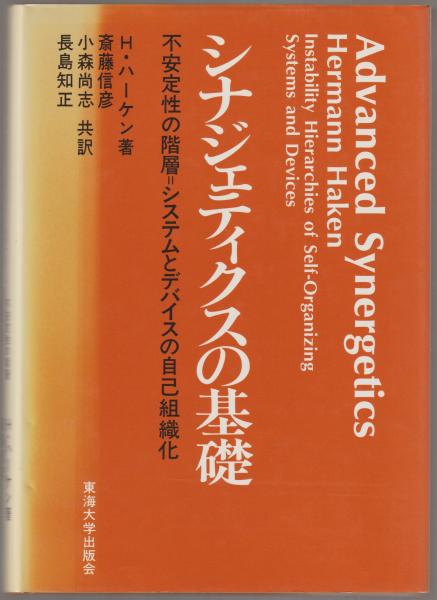 Advanced Synergetics
Hermann Haken
Instability Hierarchies of Self-Organizing
Systems and Devices
シナジェティクスの基礎
不安定性の階層=システムとデバイスの自己組織化
H・ハーケン著
斎藤信彦
小森尚志 共訳
長島知正
東海大学出版会